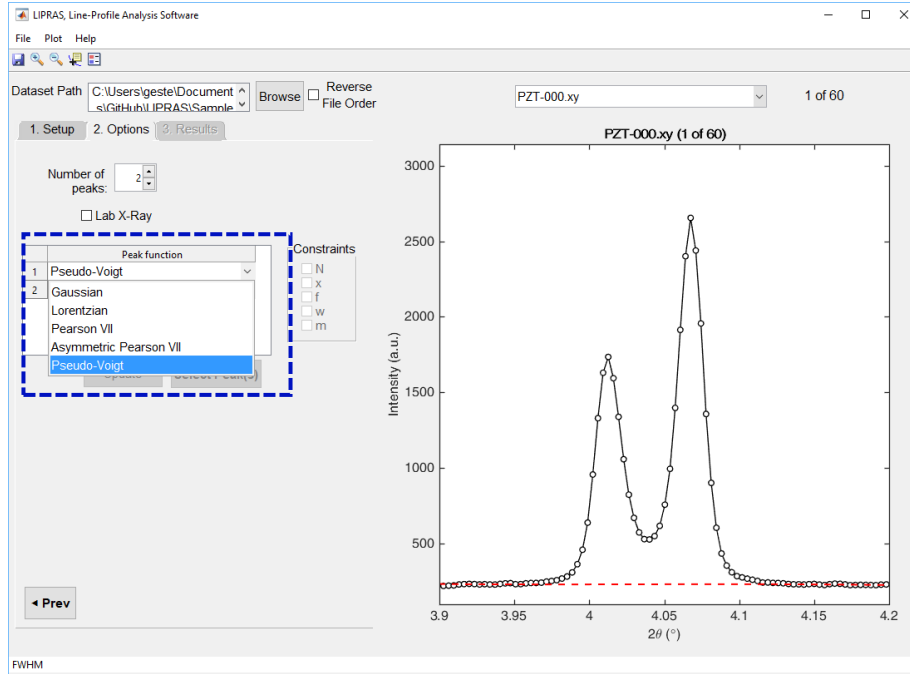 LIPRAS, Line-Profile Analysis Software
File Plot Help
Dataset Path
C:\Users\geste\Document
s\GitHub\LIPRAS\Sample
Browse
Reverse
File Order
PZT-000.xy
1 of 60
1. Setup
2. Options
3. Results
Number of
peaks:
2
Lab X-Ray
Peak function
1 Pseudo-Voigt
2
Gaussian
Lorentzian
Pearson VII
Asymmetric Pearson VII
Pseudo-Voigt
Update
Select Peak(s)
Constraints
N
x
f
w
m
Prev
PZT-000.xy (1 of 60)
3000
2500
2000
1500
1000
500
Intensity (a.u.)
3.9 3.95 4 4.05 4.1 4.15 4.2
2θ (°)
FWHM